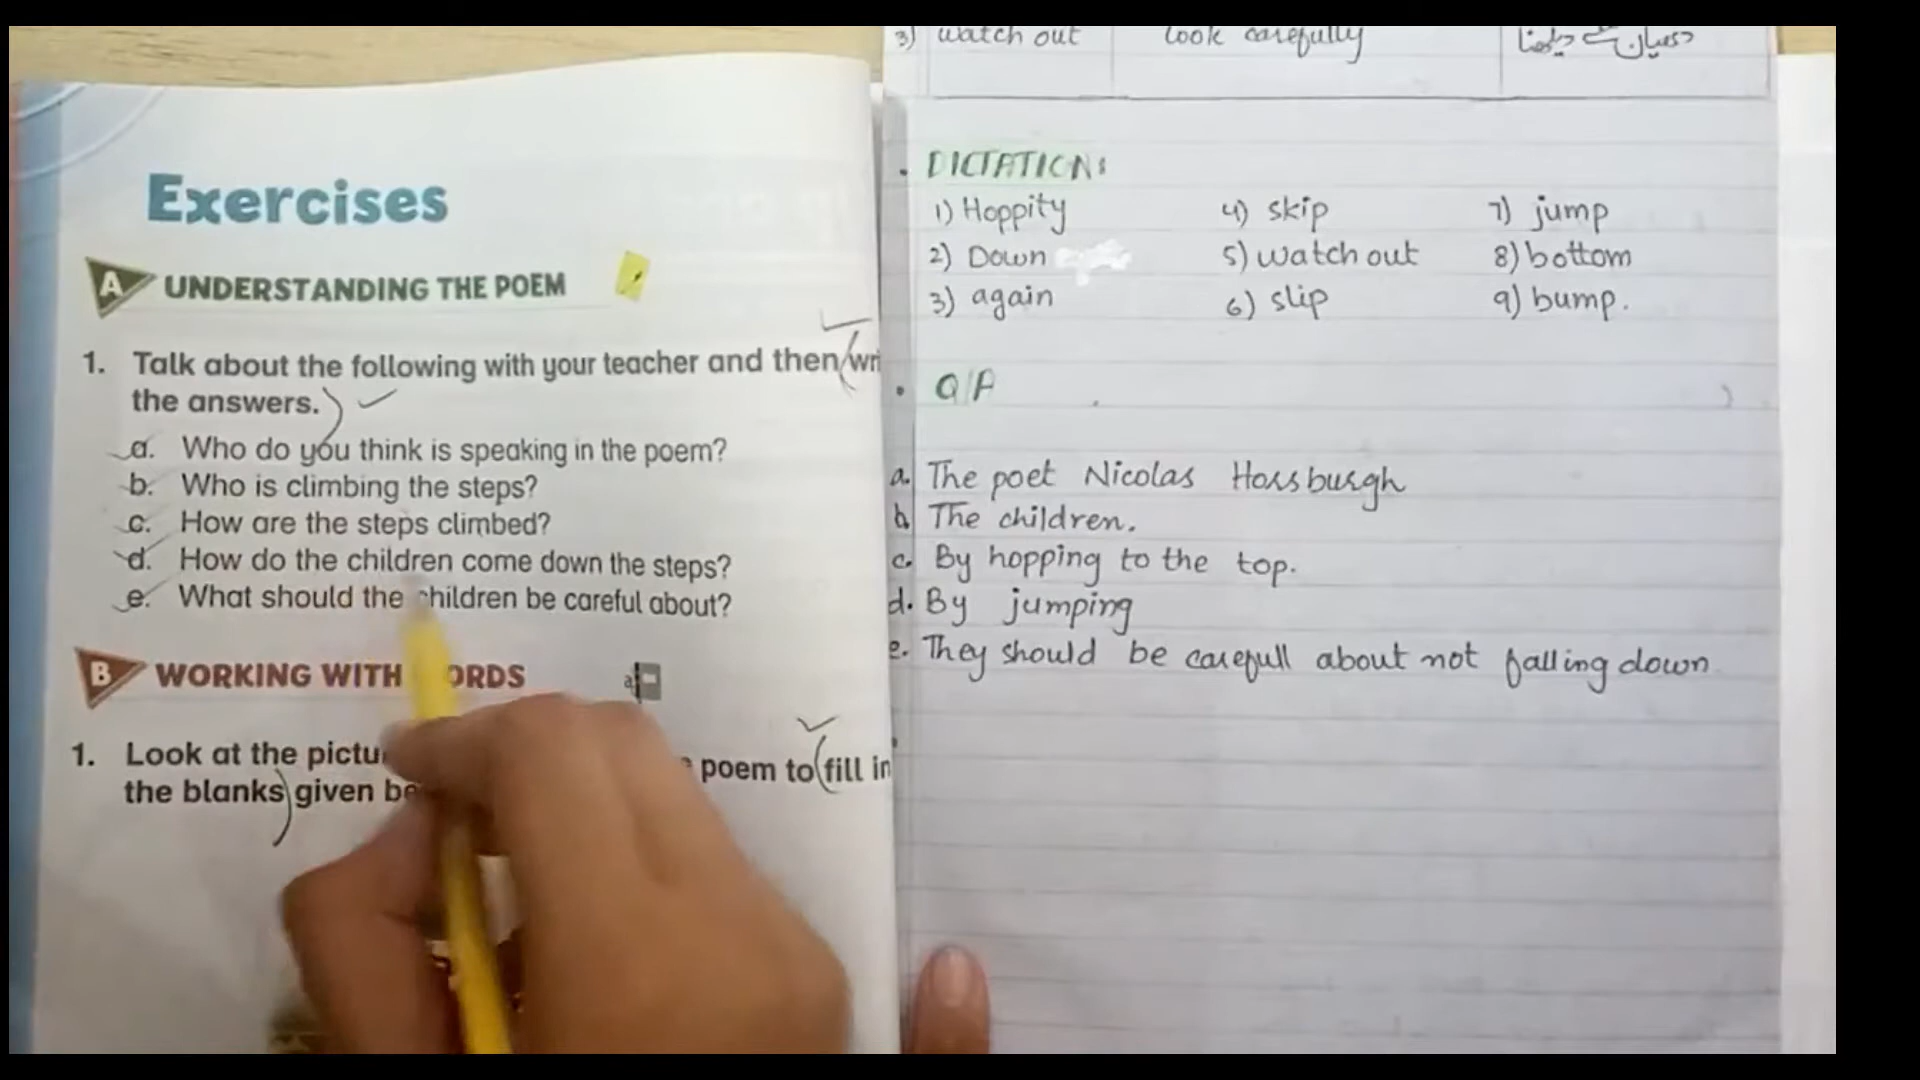 Exercises
A UNDERSTANDING THE POEM
1. Talk about the following with your teacher and then
the answers.
a. Who do you think is speaking in the poem?
b. Who is climbing the steps?
c. How are the steps climbed?
d. How do the children come down the steps?
e. What should the children be careful about?
B WORKING WITH
1. Look at the
poem to fill in
the blanks given
3) watch out look carefully دھیان سے دیکھنا
DICTATION:
1) Hoppity 4) skip 7) jump
2) Down 5) watch out 8) bottom
3) again 6) slip 9) bump.
Q/A
a. The poet Nicolas Horsburgh
b. The children.
c. By hopping to the top.
d. By jumping
e. They should be carefull about not falling down